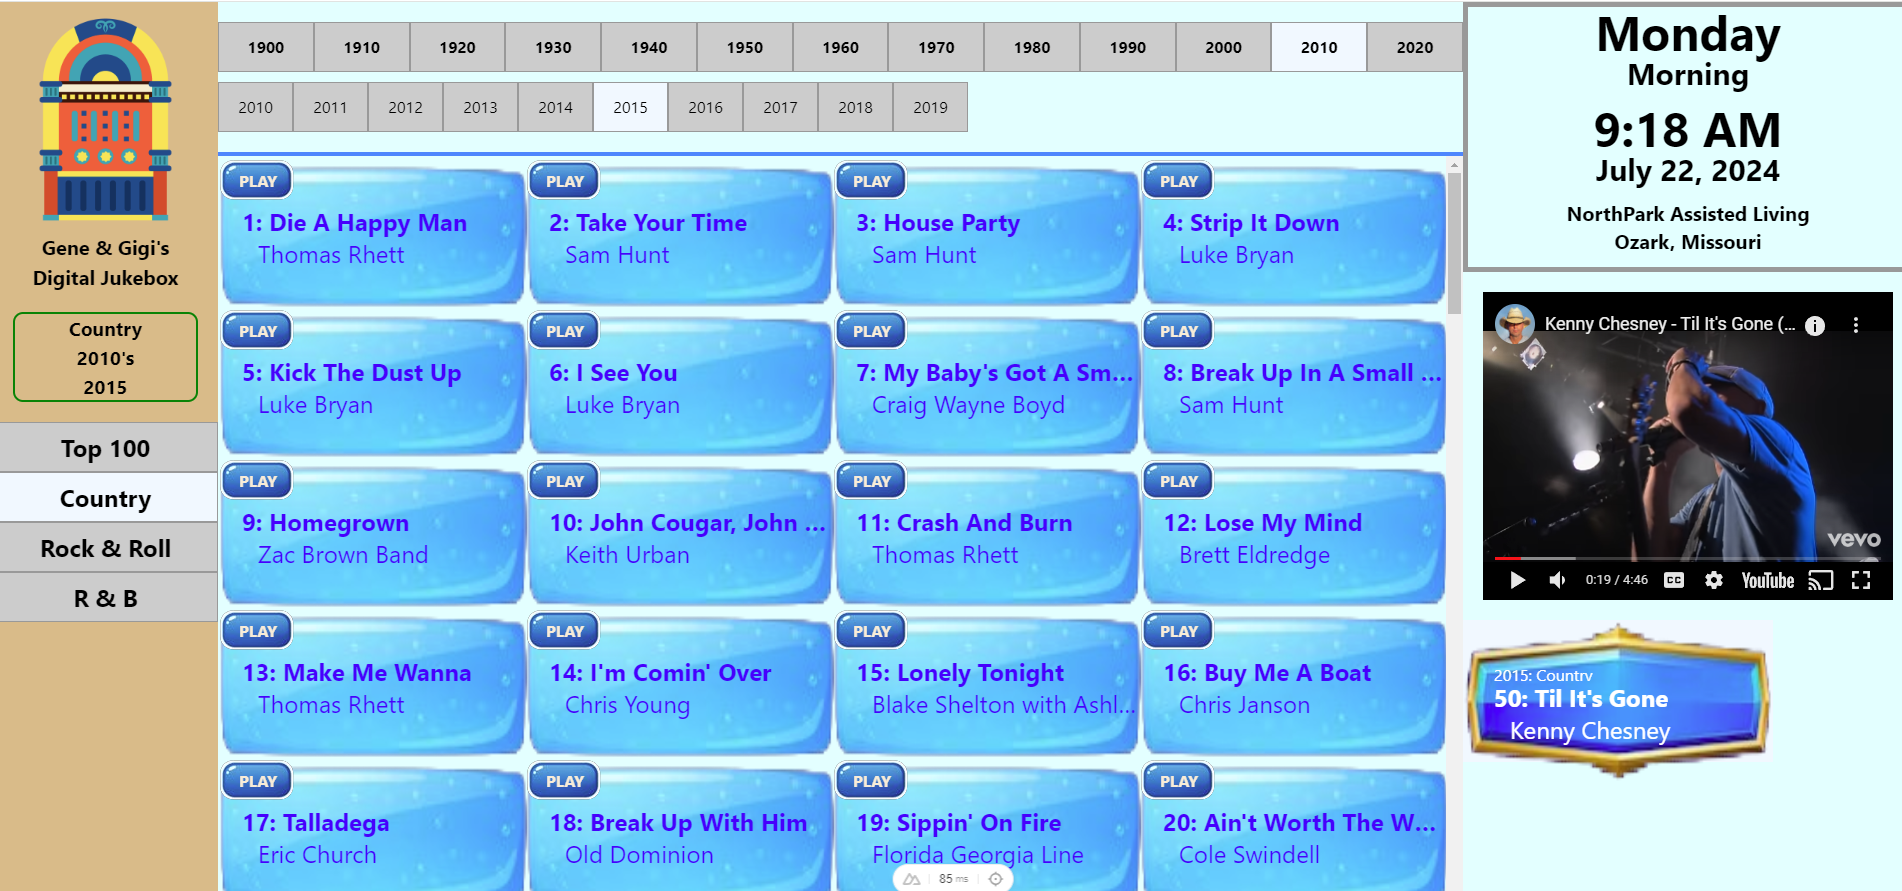 Gene & Gigi's
Digital Jukebox
Country
2010's
2015
Top 100
Country
Rock & Roll
R & B
1900 1910 1920 1930 1940 1950 1960 1970 1980 1990 2000 2010 2020
2010 2011 2012 2013 2014 2015 2016 2017 2018 2019
PLAY
1: Die A Happy Man
Thomas Rhett
PLAY
2: Take Your Time
Sam Hunt
PLAY
3: House Party
Sam Hunt
PLAY
4: Strip It Down
Luke Bryan
PLAY
5: Kick The Dust Up
Luke Bryan
PLAY
6: I See You
Luke Bryan
PLAY
7: My Baby's Got A Sm...
Craig Wayne Boyd
PLAY
8: Break Up In A Small ...
Sam Hunt
PLAY
9: Homegrown
Zac Brown Band
PLAY
10: John Cougar, John ...
Keith Urban
PLAY
11: Crash And Burn
Thomas Rhett
PLAY
12: Lose My Mind
Brett Eldredge
PLAY
13: Make Me Wanna
Thomas Rhett
PLAY
14: I'm Comin' Over
Chris Young
PLAY
15: Lonely Tonight
Blake Shelton with Ashl...
PLAY
16: Buy Me A Boat
Chris Janson
PLAY
17: Talladega
Eric Church
PLAY
18: Break Up With Him
Old Dominion
PLAY
19: Sippin' On Fire
Florida Georgia Line
PLAY
20: Ain't Worth The W...
Cole Swindell
85 ms
Monday
Morning
9:18 AM
July 22, 2024
NorthPark Assisted Living
Ozark, Missouri
Kenny Chesney - Til It's Gone (...
vevo
0:19 / 4:46 CC YouTube
2015: Country
50: Til It's Gone
Kenny Chesney